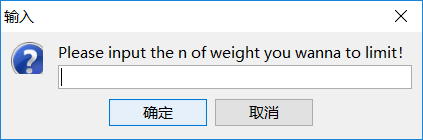 输入
Please input the n of weight you wanna to limit!
确定
取消